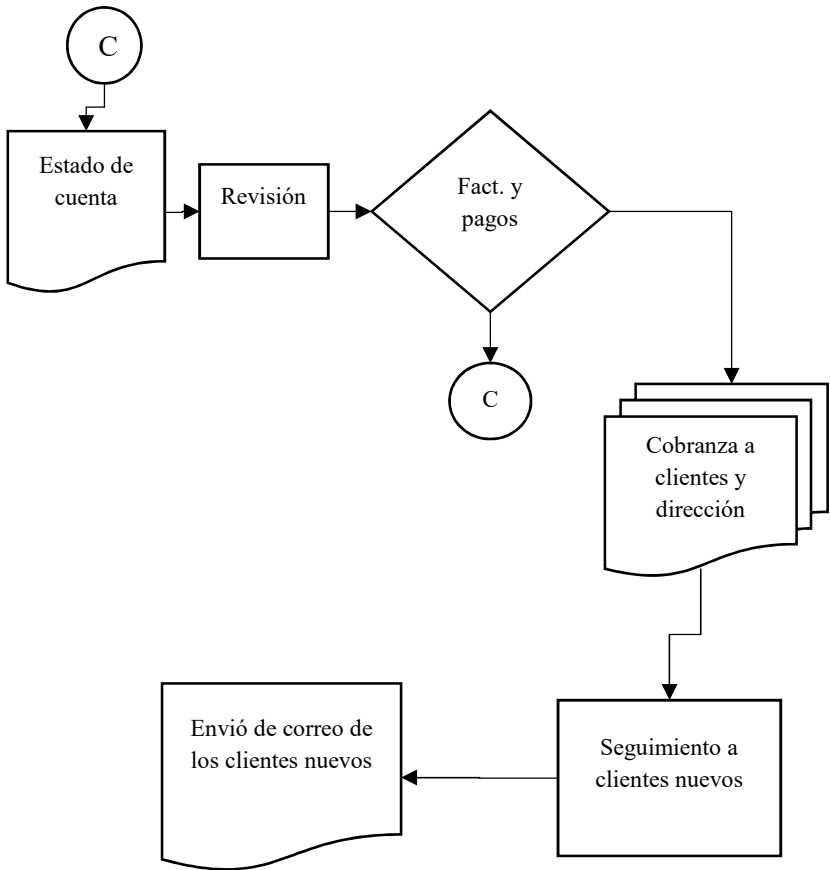 C
Estado de
cuenta
Revisión
Fact. y
pagos
C
Cobranza a
clientes y
dirección
Seguimiento a
clientes nuevos
Envió de correo de
los clientes nuevos